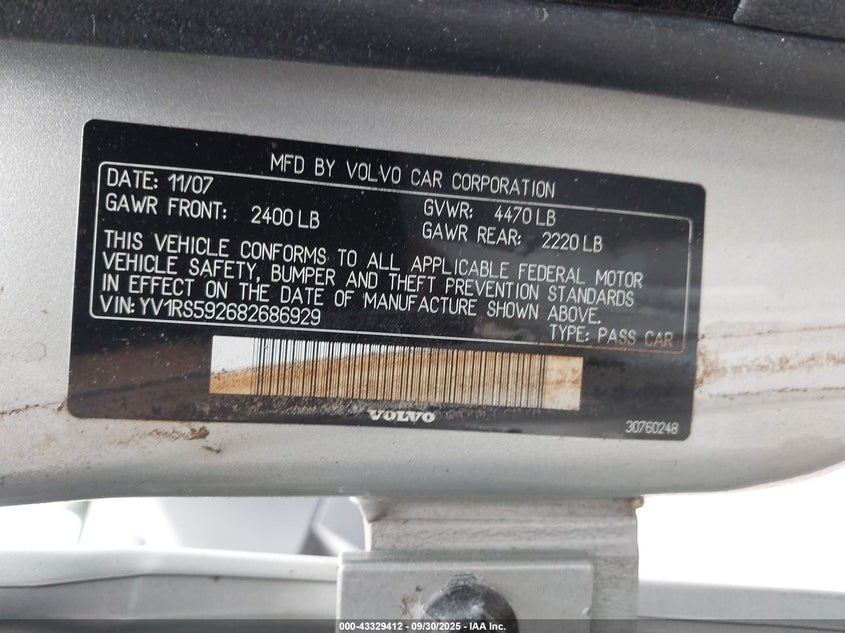 MFD BY VOLVO CAR CORPORATION
DATE: 11/07
GVWR: 4470 LB
GAWR FRONT: 2400 LB
GAWR REAR: 2220 LB
THIS VEHICLE CONFORMS TO ALL APPLICABLE FEDERAL MOTOR
VEHICLE SAFETY, BUMPER AND THEFT PREVENTION STANDARDS
IN EFFECT ON THE DATE OF MANUFACTURE SHOWN ABOVE.
VIN:YV1RS592682686929
TYPE: PASS CAR
VOLVO
30760248
000-43329412 - 09/30/2025 - IAA Inc.